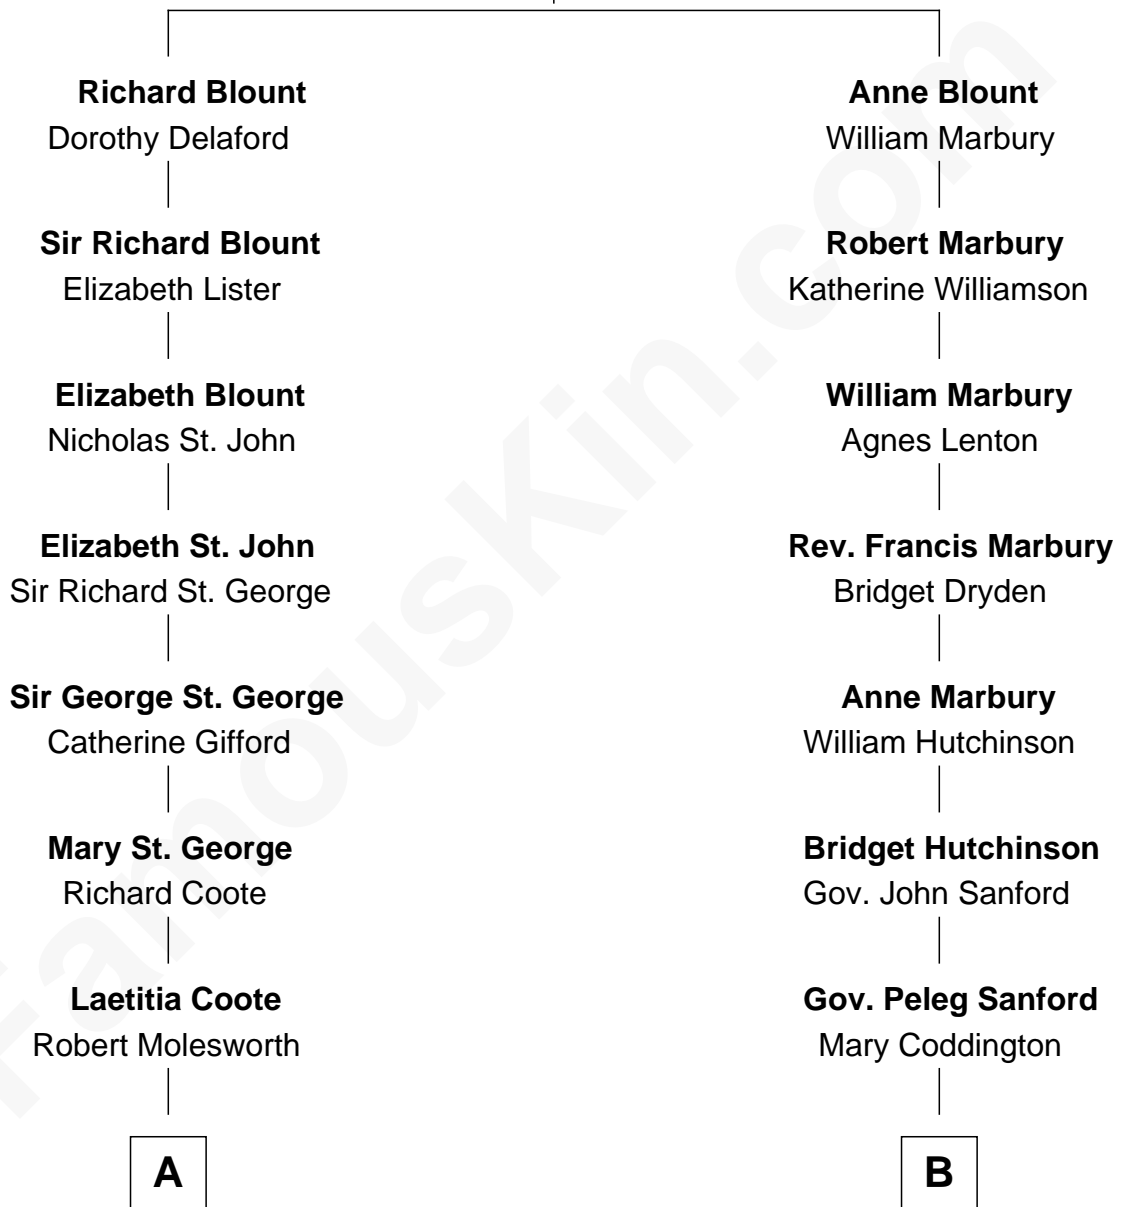 Richard Blount
Dorothy Delaford
Sir Richard Blount
Elizabeth Lister
Elizabeth Blount
Nicholas St. John
Elizabeth St. John
Sir Richard St. George
Sir George St. George
Catherine Gifford
Mary St. George
Richard Coote
Laetitia Coote
Robert Molesworth
A
Anne Blount
William Marbury
Robert Marbury
Katherine Williamson
William Marbury
Agnes Lenton
Rev. Francis Marbury
Bridget Dryden
Anne Marbury
William Hutchinson
Bridget Hutchinson
Gov. John Sanford
Gov. Peleg Sanford
Mary Coddington
B
FamousKin.com